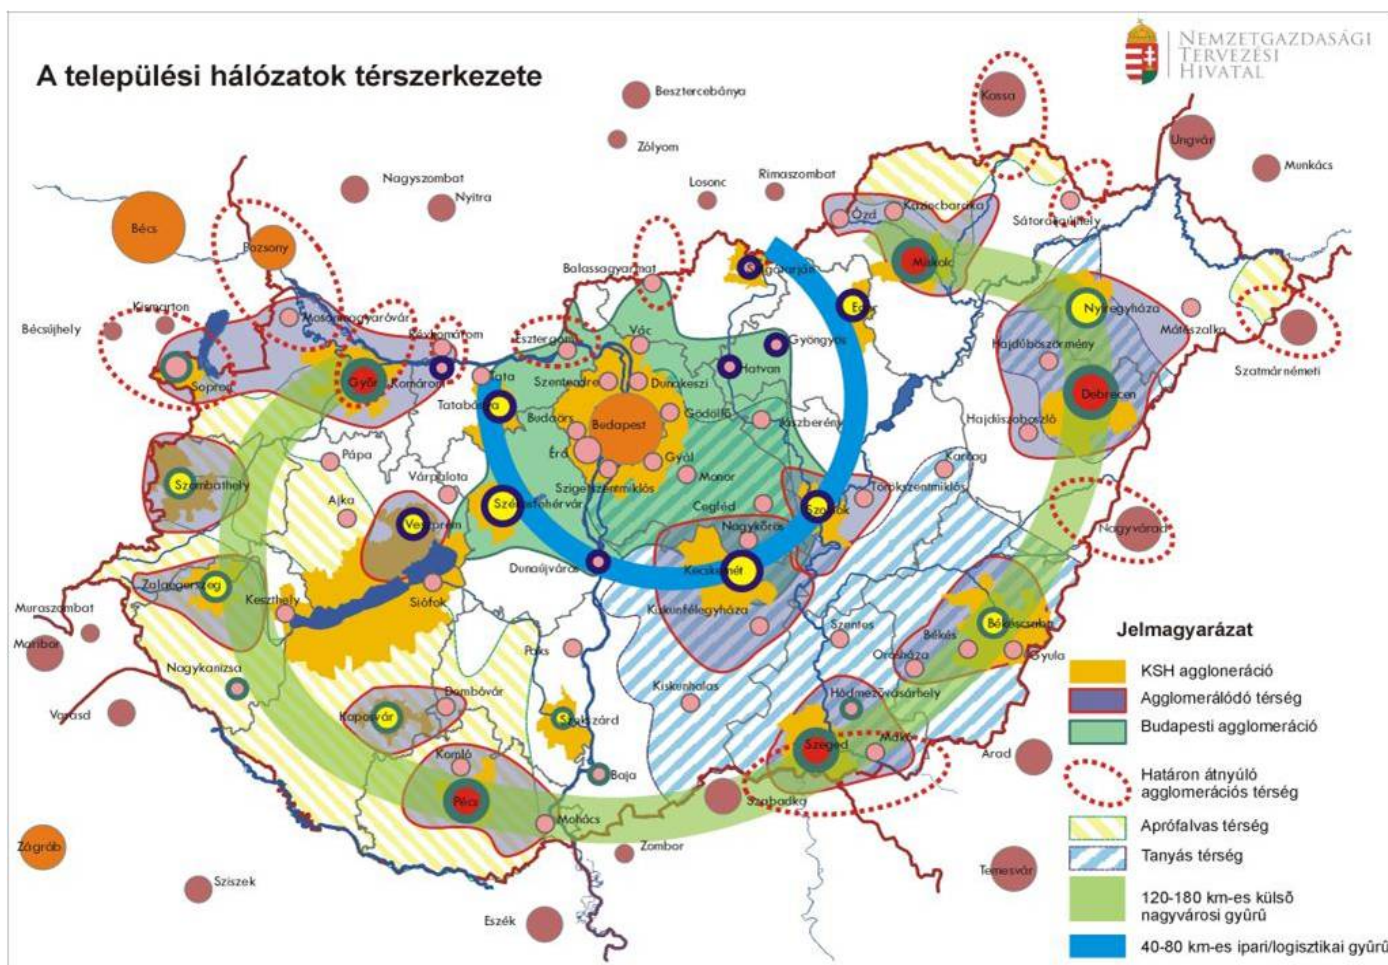 A települési hálózatok térszerkezete
NEMZETGAZDASÁGI
TERVEZÉSI
HIVATAL
Besztercebánya
Kassa
Zólyom
Ungvár
Munkács
Nagyszombat
Nyitra
Losonc
Rimaszombat
Ózd
Kazincbarcika
Sátoraljaújhely
Bécs
Pozsony
Balassagyarmat
Salgótarján
Miskolc
Kismarton
Bécsújhely
Mosonmagyaróvár
Révkomárom
Esztergom
Vác
Eger
Nyíregyháza
Mátészalka
Szatmárnémeti
Sopron
Győr
Komárom
Tata
Szentendre
Dunakeszi
Hatvan
Gyöngyös
Hajdúböszörmény
Debrecen
Tatabánya
Budaörs
Budapest
Gödöllő
Jászberény
Hajdúszoboszló
Pápa
Várpalota
Érd
Gyál
Monor
Karcag
Szombathely
Ajka
Szigetszentmiklós
Törökszentmiklós
Veszprém
Székesfehérvár
Cegléd
Szolnok
Nagykőrös
Nagyvárad
Zalaegerszeg
Keszthely
Siófok
Dunaújváros
Kecskemét
Kiskunfélegyháza
Muraszombat
Maribor
Szentes
Békés
Békéscsaba
Gyula
Orosháza
Nagykanizsa
Paks
Kiskunhalas
Hódmezővásárhely
Varasd
Dombóvár
Kaposvár
Szekszárd
Szeged
Makó
Arad
Komló
Baja
Pécs
Mohács
Szabadka
Zágráb
Zombor
Temesvár
Sziszek
Eszék
Jelmagyarázat
KSH agglomeráció
Agglomerálódó térség
Budapesti agglomeráció
Határon átnyúló
agglomerációs térség
Aprófalvas térség
Tanyás térség
120-180 km-es külsõ
nagyvárosi gyûrû
40-80 km-es ipari/logisztikai gyûrû